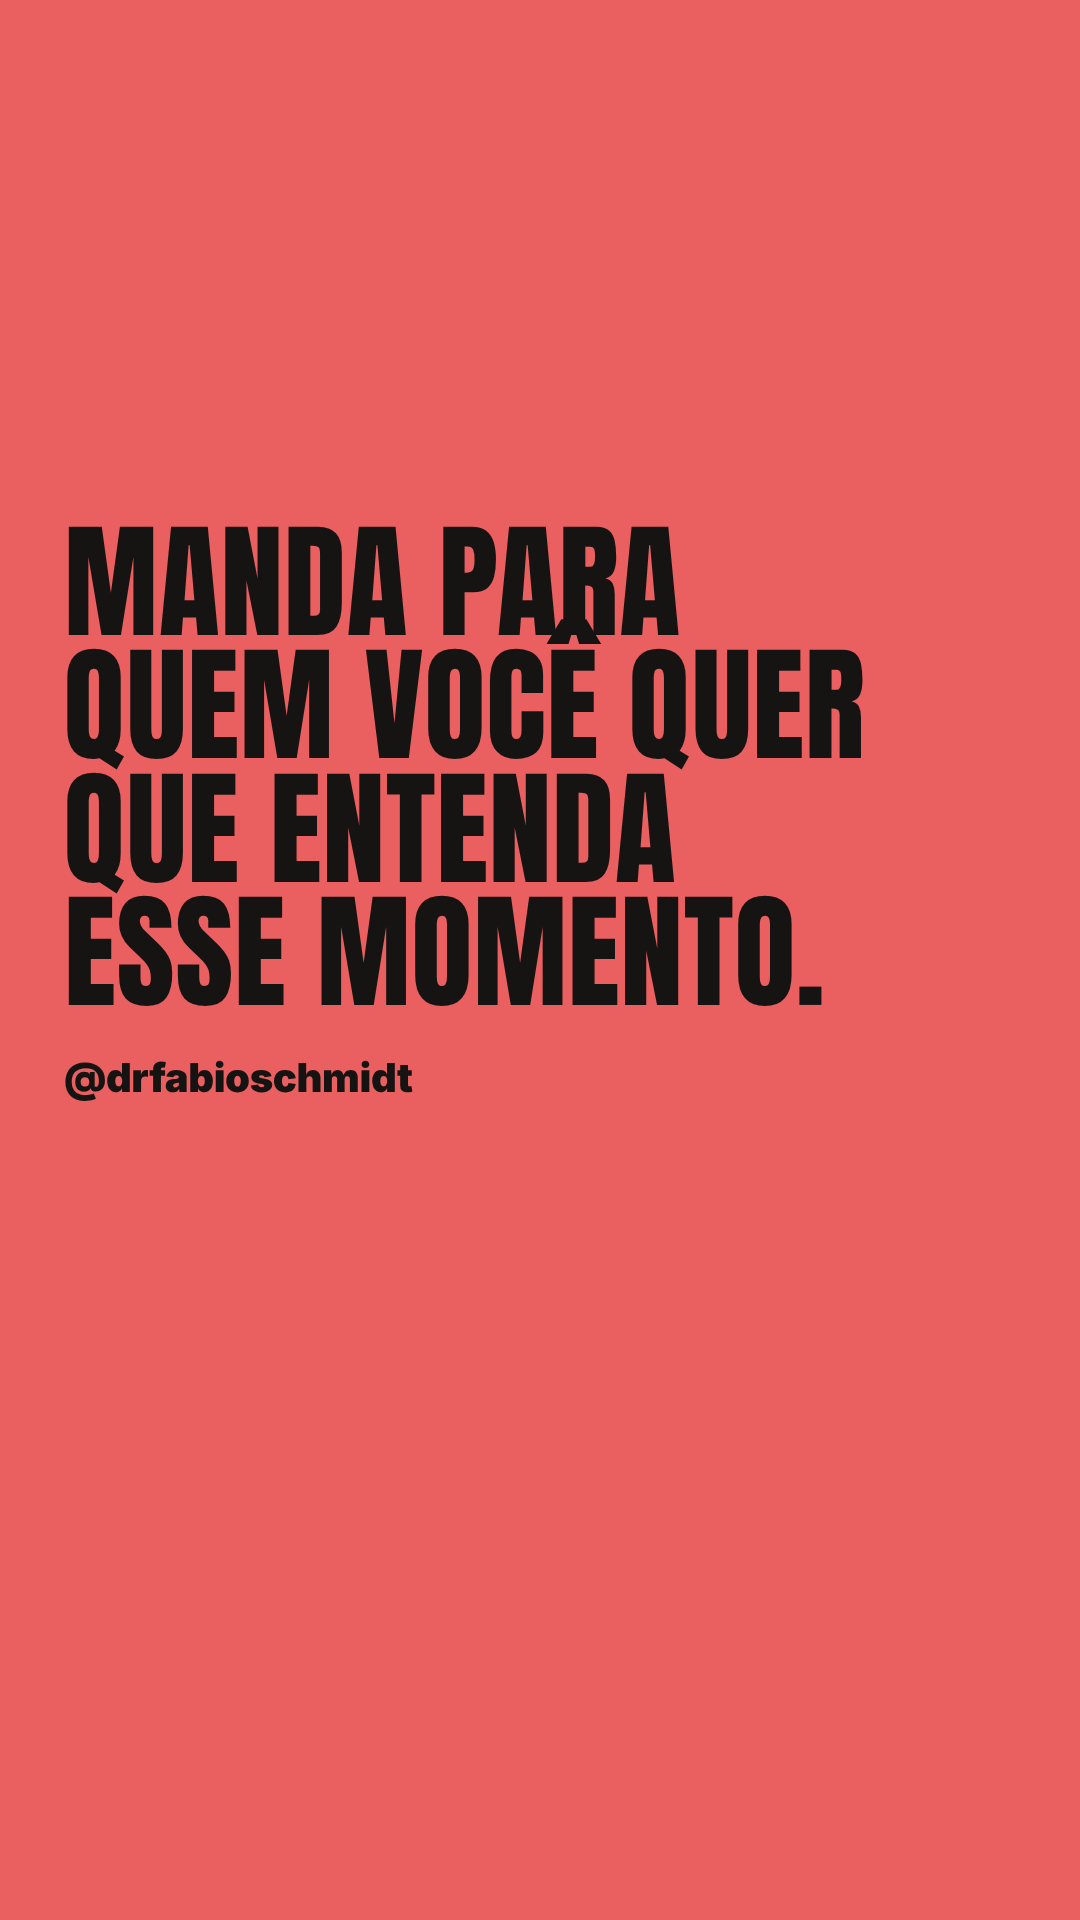 MANDA PARA
QUEM VOCÊ QUER
QUE ENTENDA
ESSE MOMENTO.
@drfabioschmidt